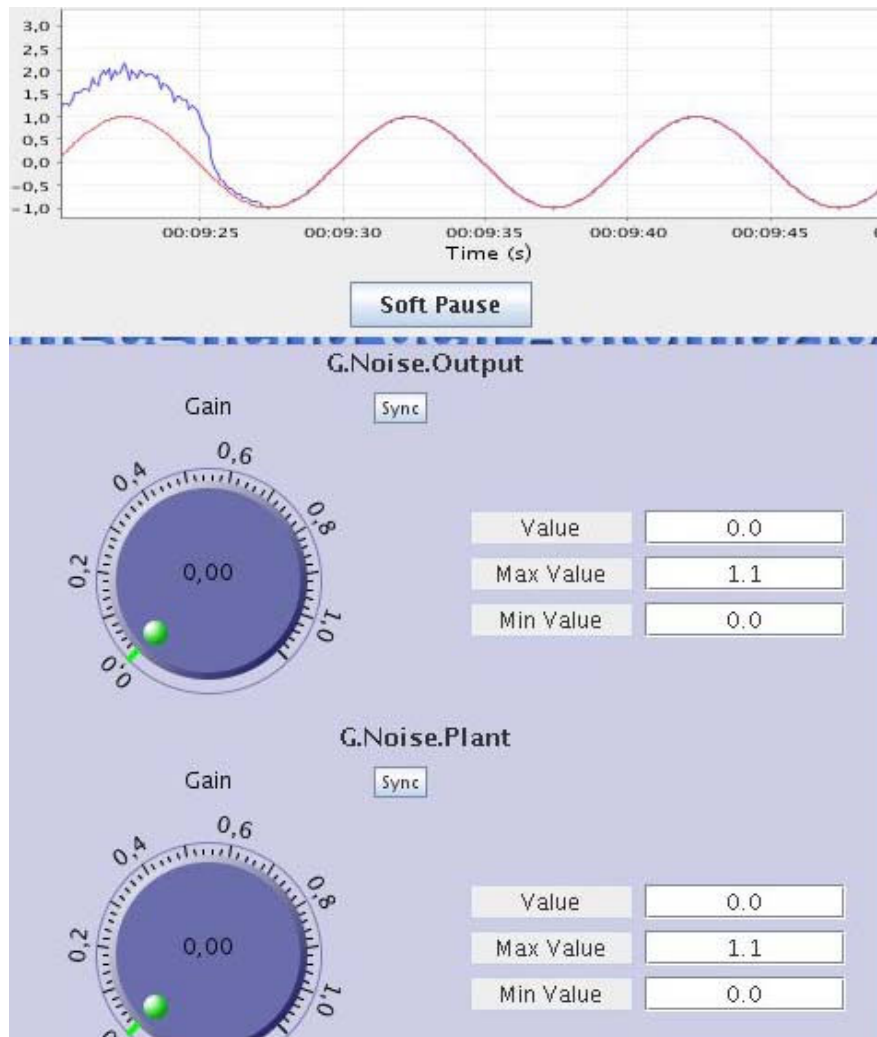 3,0
2,5
2,0
1,5
1,0
0,5
0,0
-0,5
-1,0
00:09:25 00:09:30 00:09:35 00:09:40 00:09:45
Time (s)
Soft Pause
G.Noise.Output
Gain Sync
0,0 0,2 0,4 0,6 0,8 1,0
0,00
Value 0.0
Max Value 1.1
Min Value 0.0
G.Noise.Plant
Gain Sync
0,2 0,4 0,6 0,8 1,0
0,00
Value 0.0
Max Value 1.1
Min Value 0.0